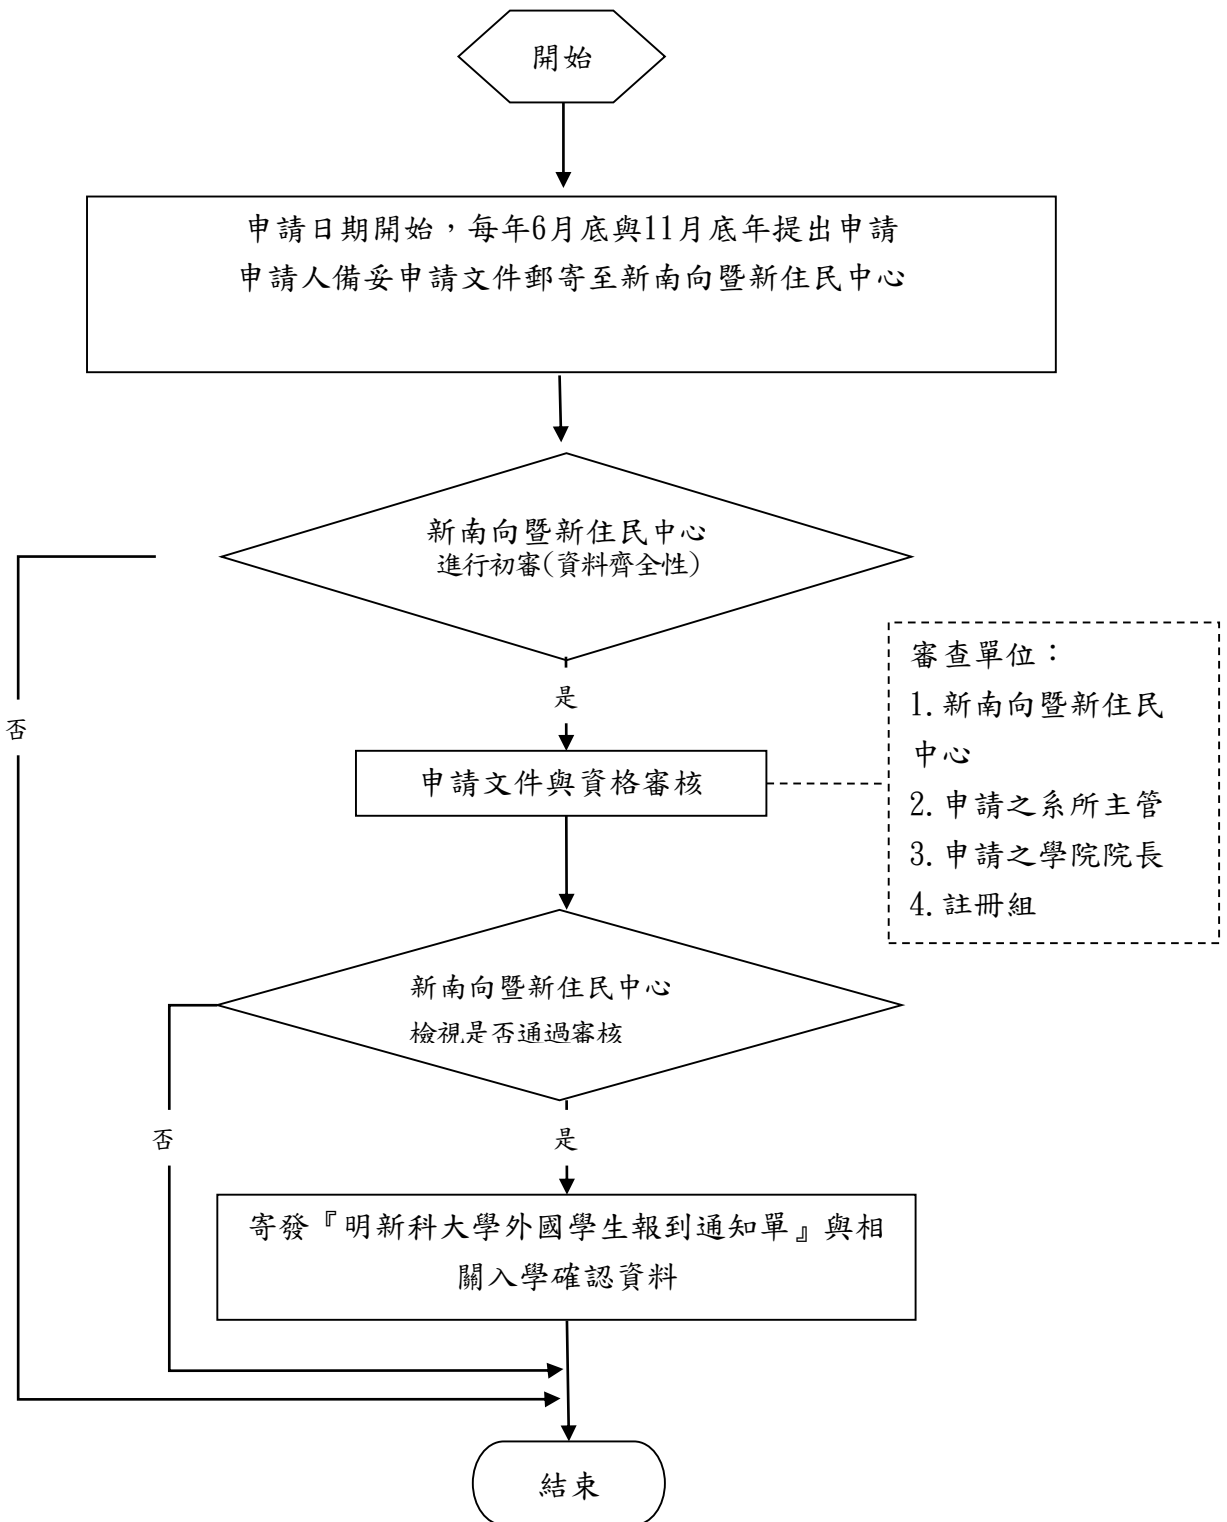 開始
申請日期開始，每年6月底與11月底年提出申請
申請人備妥申請文件郵寄至新南向暨新住民中心
新南向暨新住民中心
進行初審(資料齊全性)
否
是
審查單位：
1.新南向暨新住民
中心
2.申請之系所主管
3.申請之學院院長
4.註冊組
申請文件與資格審核
新南向暨新住民中心
檢視是否通過審核
否
是
寄發『明新科大學外國學生報到通知單』與相
關入學確認資料
結束